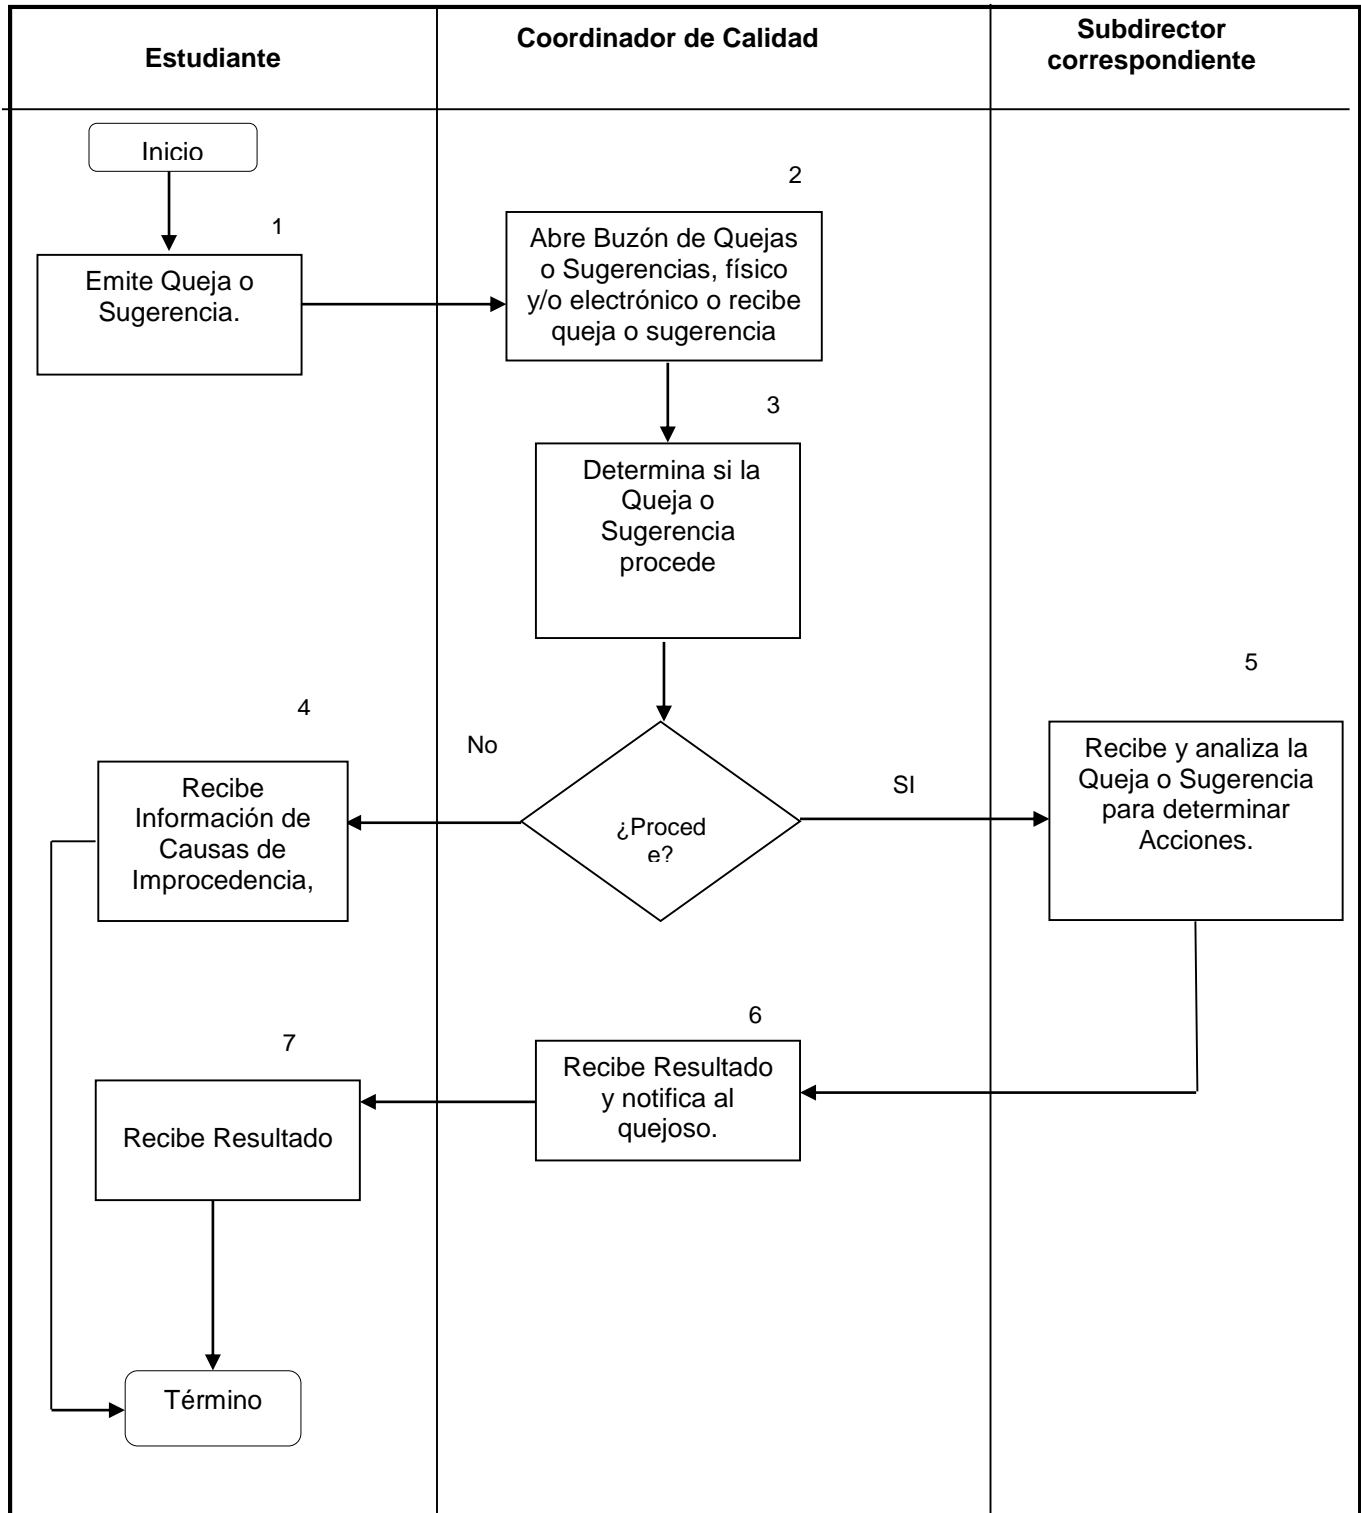 Estudiante
Coordinador de Calidad
Subdirector
correspondiente
Inicio
1
Emite Queja o
Sugerencia.
2
Abre Buzón de Quejas
o Sugerencias, físico
y/o electrónico o recibe
queja o sugerencia
3
Determina si la
Queja o
Sugerencia
procede
¿Proced
e?
No
SI
4
Recibe
Información de
Causas de
Improcedencia,
5
Recibe y analiza la
Queja o Sugerencia
para determinar
Acciones.
6
Recibe Resultado
y notifica al
quejoso.
7
Recibe Resultado
Término